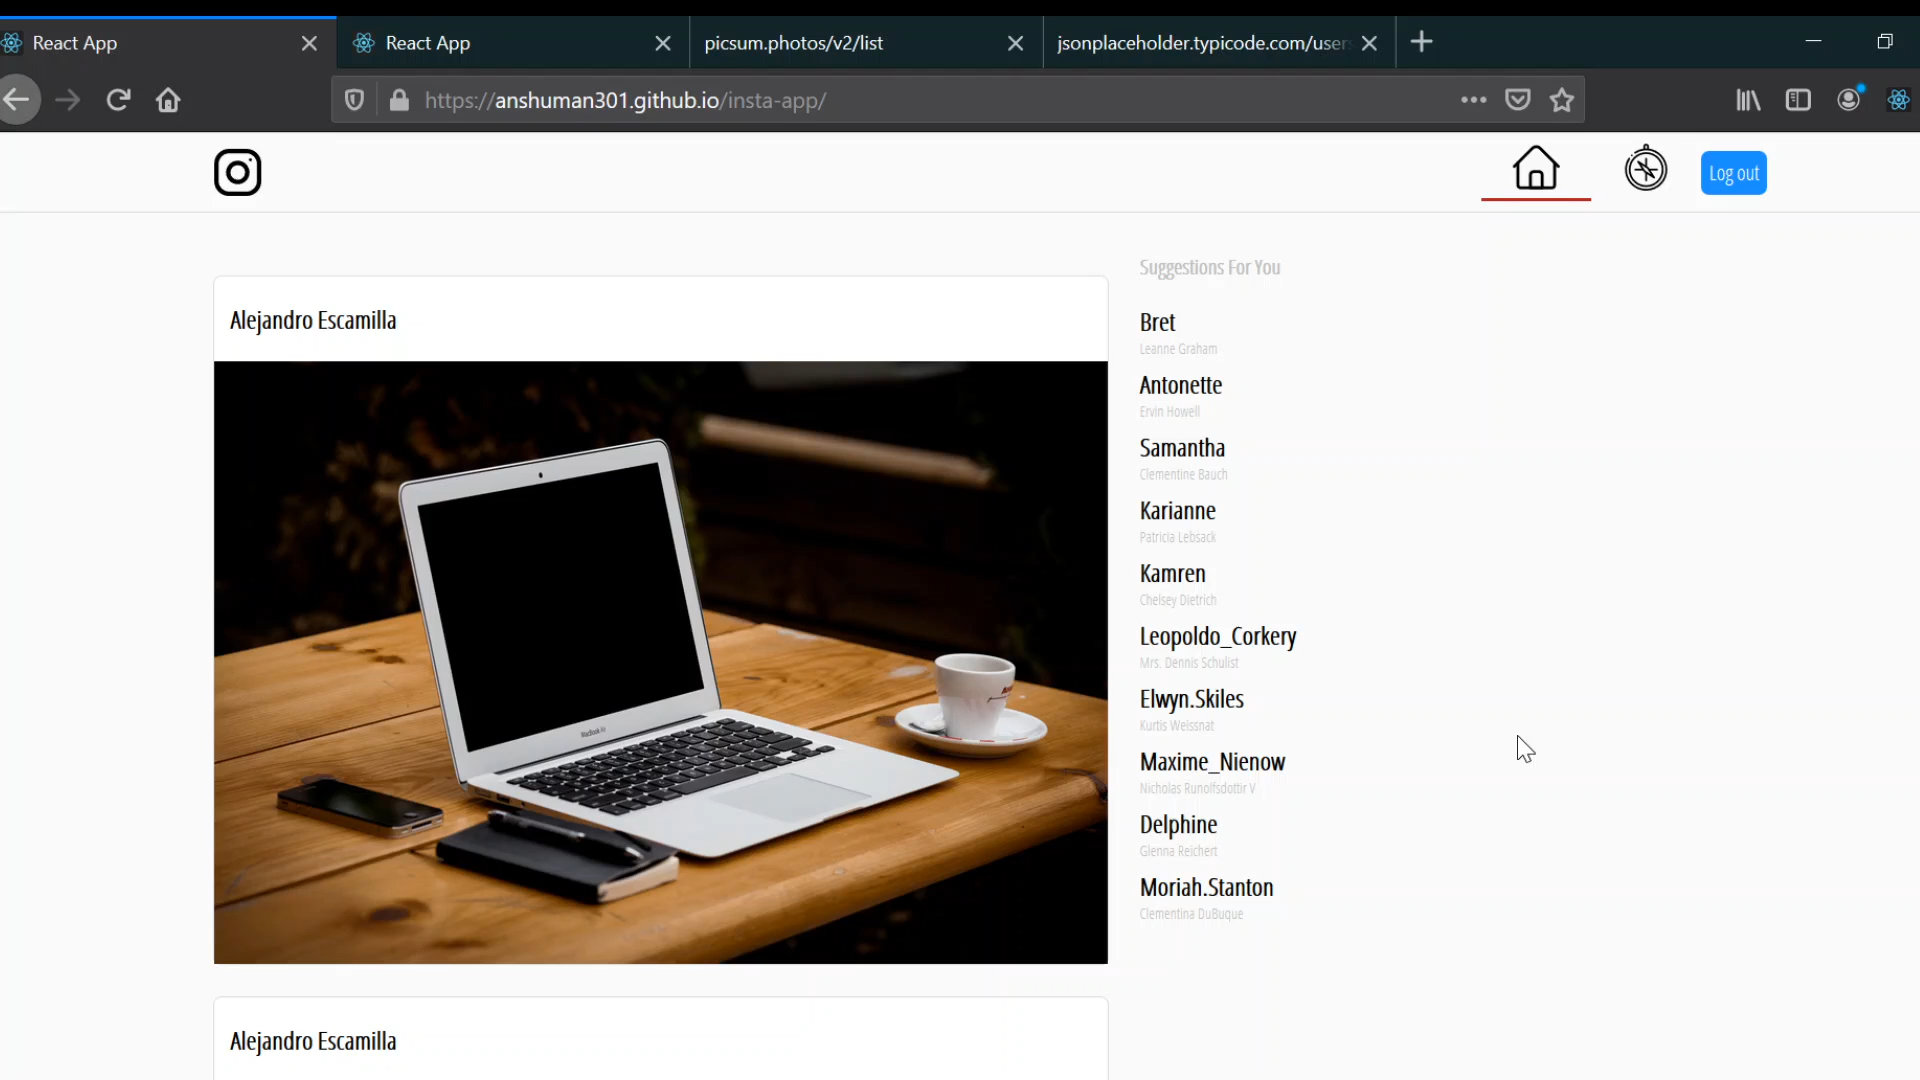 React App
React App
picsum.photos/v2/list
jsonplaceholder.typicode.com/user
https://anshuman301.github.io/insta-app/
Log out
Alejandro Escamilla
MacBook Air
Suggestions For You
Bret
Leanne Graham
Antonette
Ervin Howell
Samantha
Clementine Bauch
Karianne
Patricia Lebsack
Kamren
Chelsey Dietrich
Leopoldo_Corkery
Mrs. Dennis Schulist
Elwyn.Skiles
Kurtis Weissnat
Maxime_Nienow
Nicholas Runolfsdottir V
Delphine
Glenna Reichert
Moriah.Stanton
Clementina DuBuque
Alejandro Escamilla